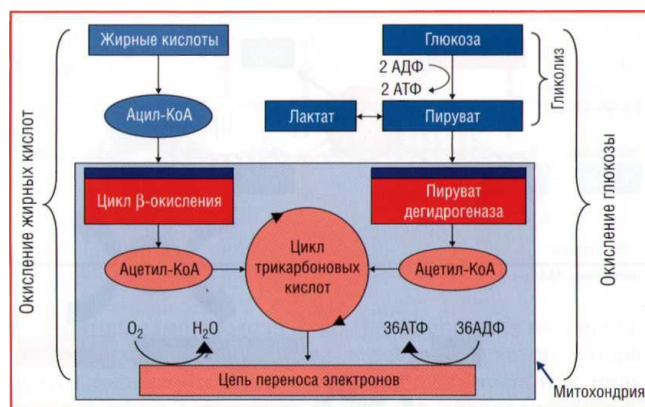 Жирные кислоты
Глюкоза
2 АДФ
2 АТФ
Гликолиз
Ацил-КоА
Лактат
Пируват
Окисление жирных кислот
Окисление глюкозы
Цикл β-окисления
Пируват
дегидрогеназа
Цикл
трикарбоновых
кислот
Ацетил-КоА
Ацетил-КоА
O₂
H₂O
36АТФ
36АДФ
Цепь переноса электронов
Митохондрия